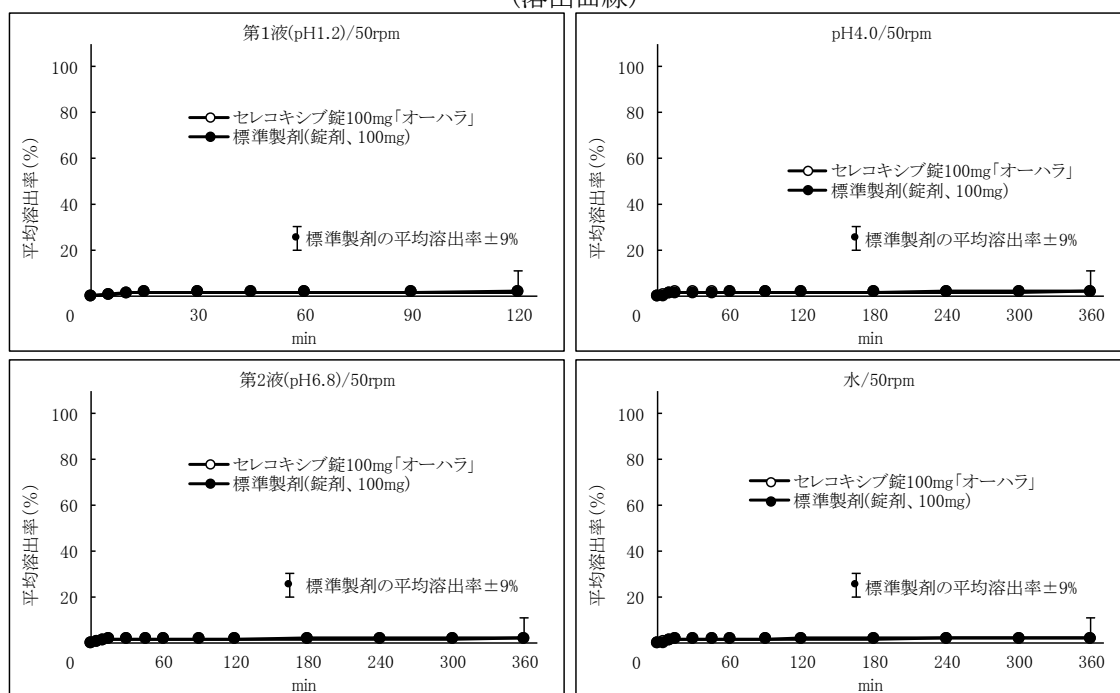 (溶出曲線)
第1液(pH1.2)/50rpm
平均溶出率(%)
100
80
60
40
20
0
30
60
90
120
min
セレコキシブ錠100mg「オーハラ」
標準製剤(錠剤、100mg)
標準製剤の平均溶出率±9%
pH4.0/50rpm
平均溶出率(%)
100
80
60
40
20
0
60
120
180
240
300
360
min
セレコキシブ錠100mg「オーハラ」
標準製剤(錠剤、100mg)
標準製剤の平均溶出率±9%
第2液(pH6.8)/50rpm
平均溶出率(%)
100
80
60
40
20
0
60
120
180
240
300
360
min
セレコキシブ錠100mg「オーハラ」
標準製剤(錠剤、100mg)
標準製剤の平均溶出率±9%
水/50rpm
平均溶出率(%)
100
80
60
40
20
0
60
120
180
240
300
360
min
セレコキシブ錠100mg「オーハラ」
標準製剤(錠剤、100mg)
標準製剤の平均溶出率±9%